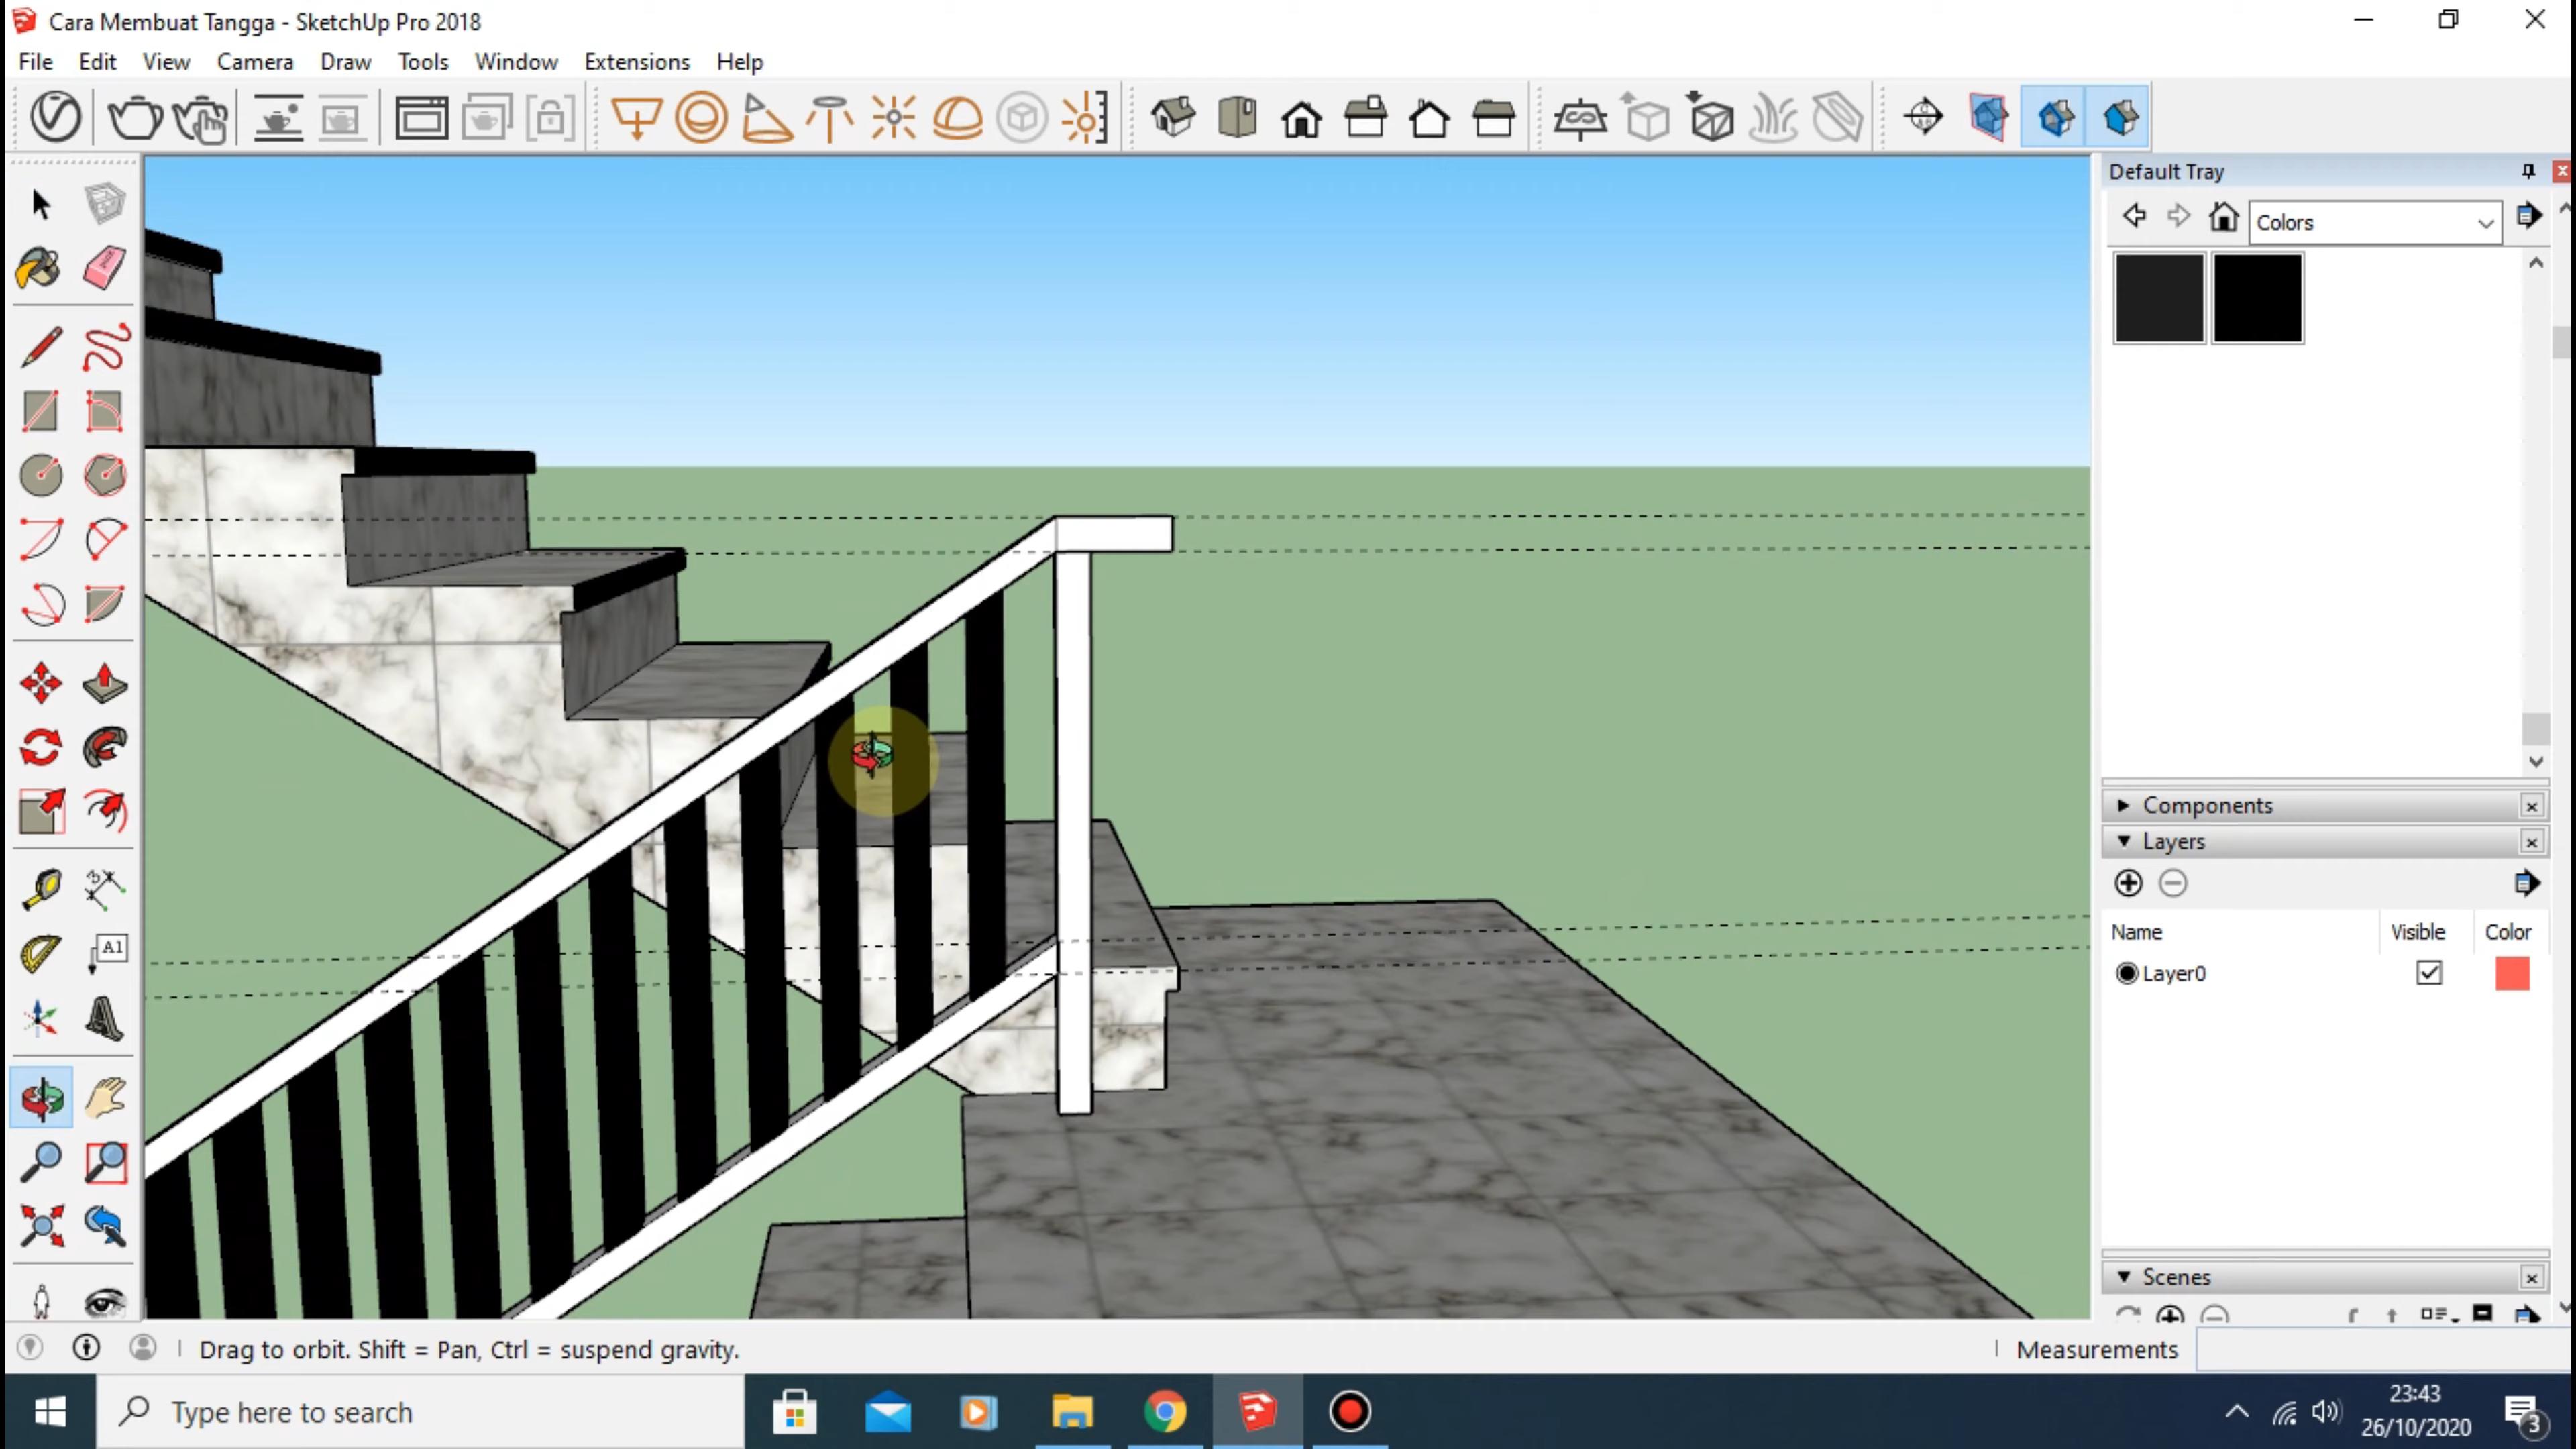 Cara Membuat Tangga - SketchUp Pro 2018
File Edit View Camera Draw Tools Window Extensions Help
Default Tray
Colors
A1
Components
Layers
Name Visible Color
Layer0
Scenes
Drag to orbit. Shift = Pan, Ctrl = suspend gravity.
Measurements
Type here to search
23:43
26/10/2020
3